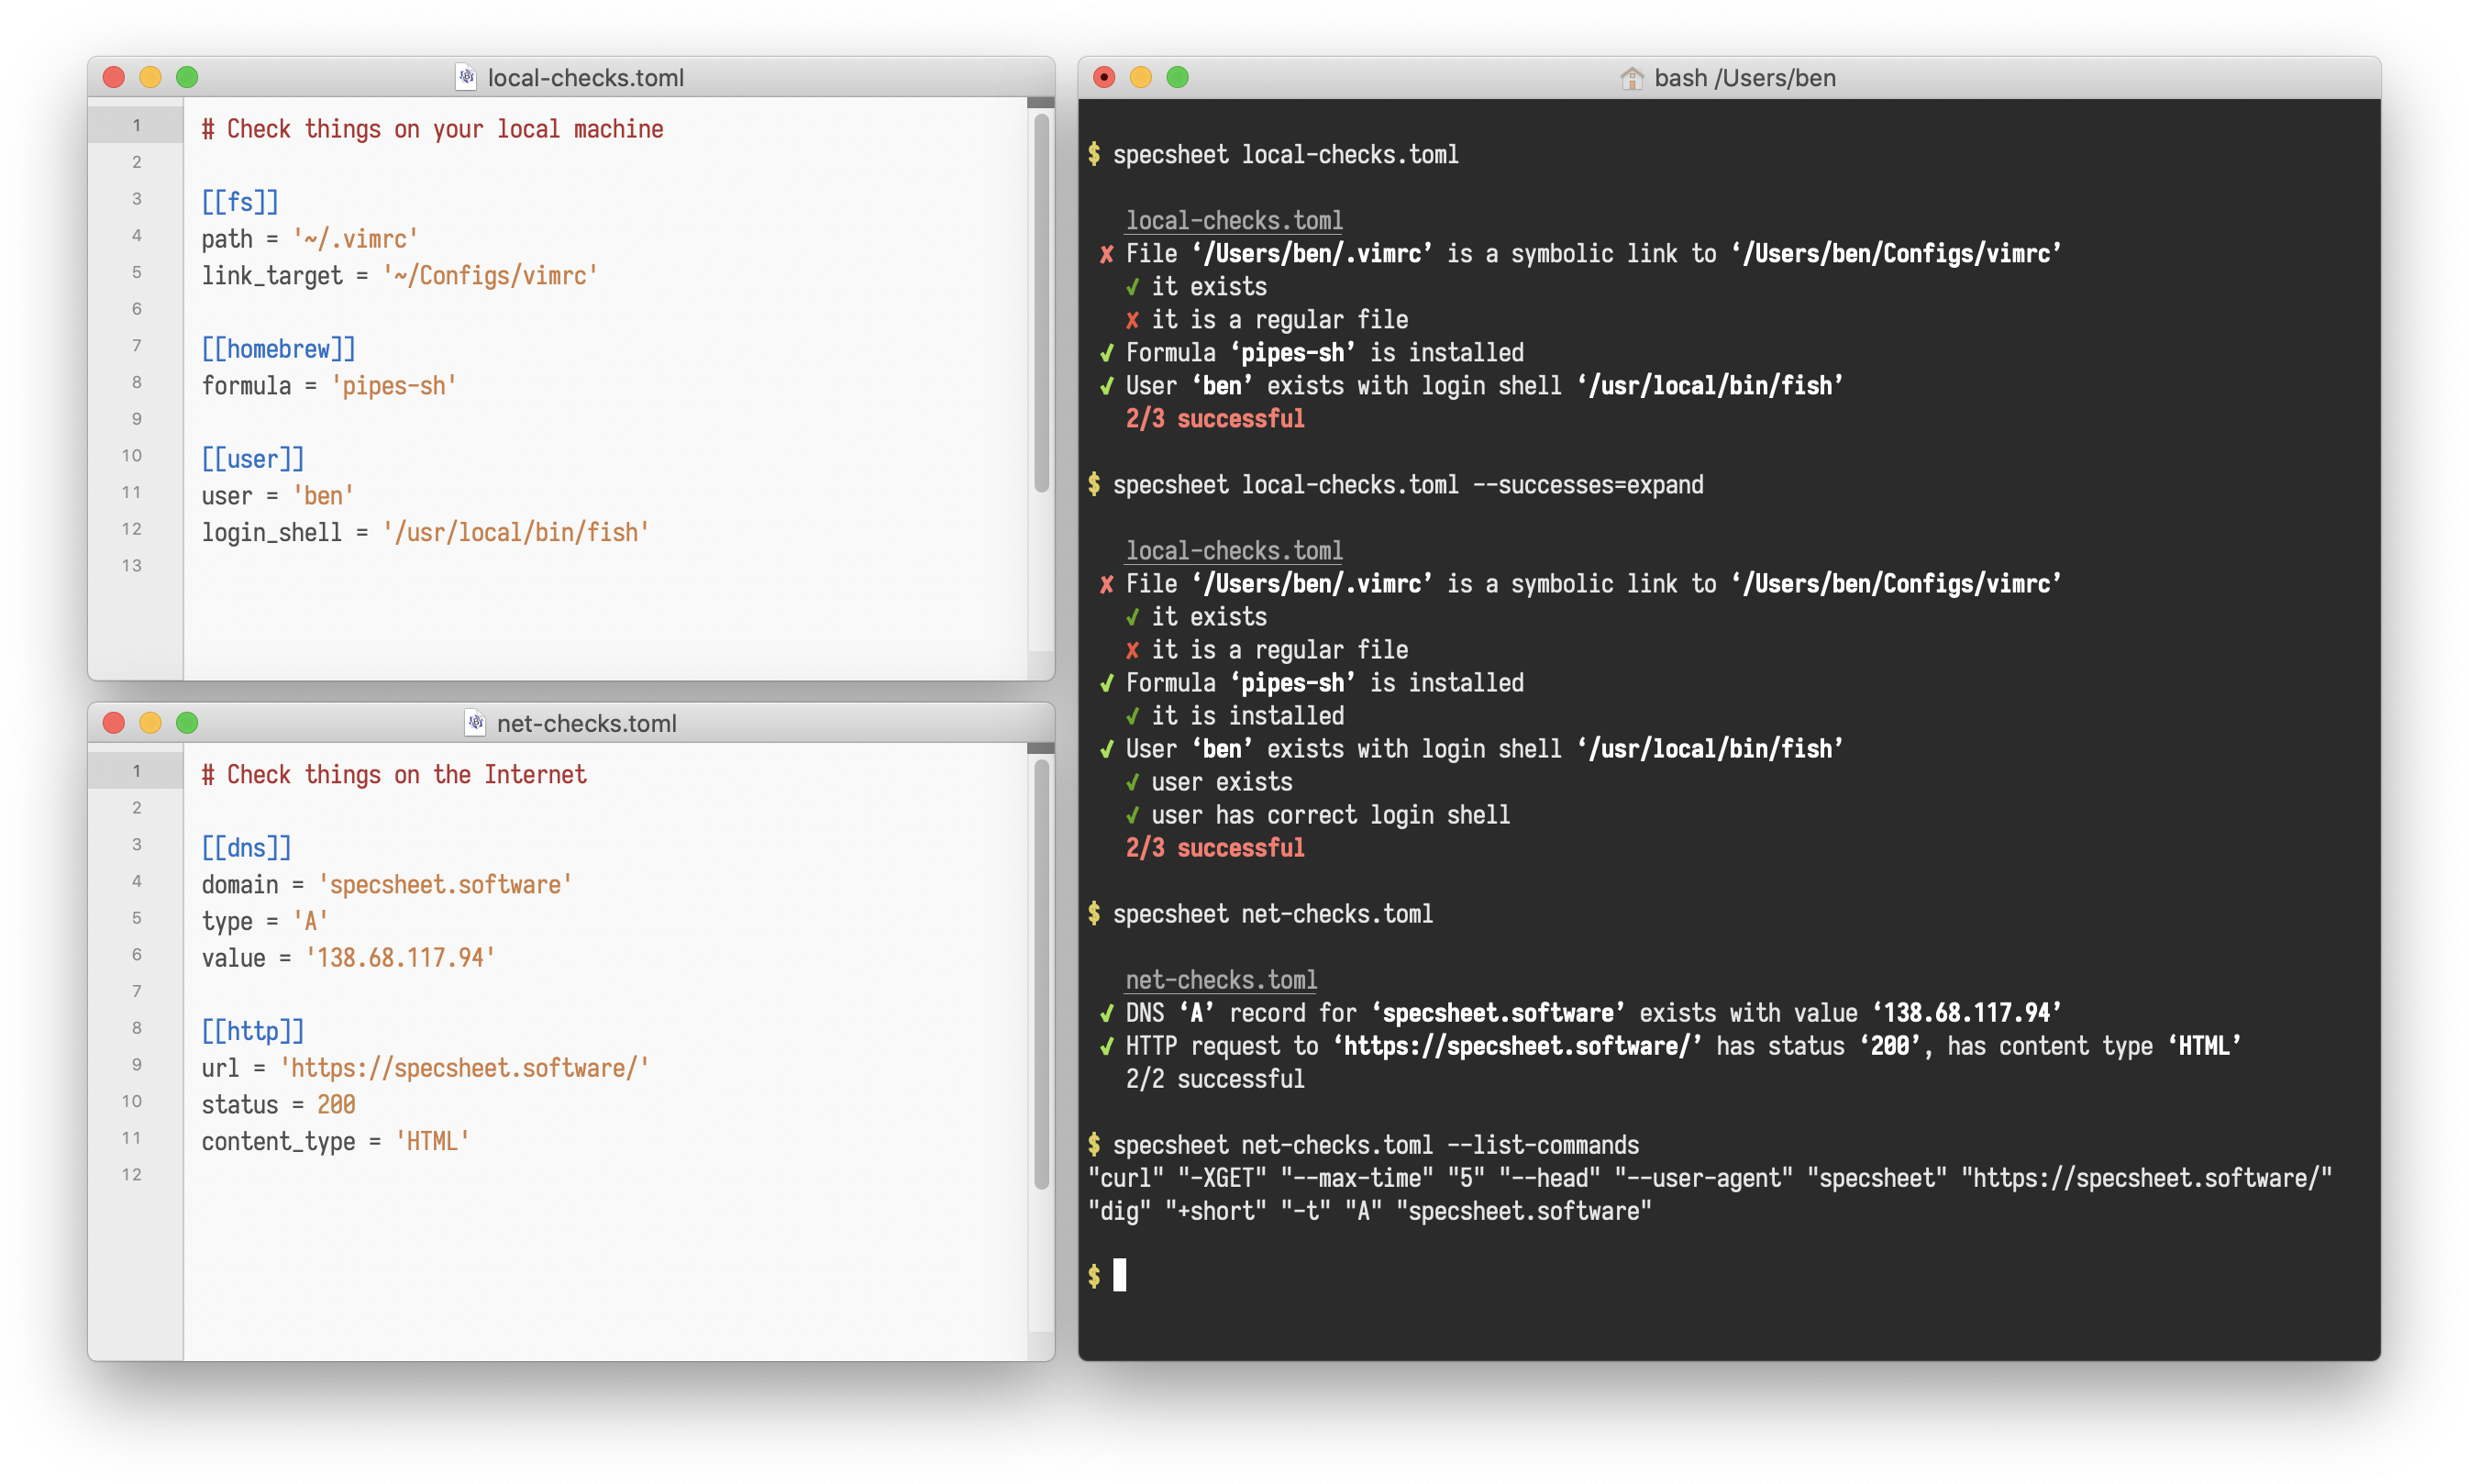 local-checks.toml
1 # Check things on your local machine
2
3 [[fs]]
4 path = '~/.vimrc'
5 link_target = '~/Configs/vimrc'
6
7 [[homebrew]]
8 formula = 'pipes-sh'
9
10 [[user]]
11 user = 'ben'
12 login_shell = '/usr/local/bin/fish'
13
net-checks.toml
1 # Check things on the Internet
2
3 [[dns]]
4 domain = 'specsheet.software'
5 type = 'A'
6 value = '138.68.117.94'
7
8 [[http]]
9 url = 'https://specsheet.software/'
10 status = 200
11 content_type = 'HTML'
12
bash /Users/ben
$ specsheet local-checks.toml
local-checks.toml
✗ File ‘/Users/ben/.vimrc’ is a symbolic link to ‘/Users/ben/Configs/vimrc’
✓ it exists
✗ it is a regular file
✓ Formula ‘pipes-sh’ is installed
✓ User ‘ben’ exists with login shell ‘/usr/local/bin/fish’
2/3 successful
$ specsheet local-checks.toml --successes=expand
local-checks.toml
✗ File ‘/Users/ben/.vimrc’ is a symbolic link to ‘/Users/ben/Configs/vimrc’
✓ it exists
✗ it is a regular file
✓ Formula ‘pipes-sh’ is installed
✓ it is installed
✓ User ‘ben’ exists with login shell ‘/usr/local/bin/fish’
✓ user exists
✓ user has correct login shell
2/3 successful
$ specsheet net-checks.toml
net-checks.toml
✓ DNS ‘A’ record for ‘specsheet.software’ exists with value ‘138.68.117.94’
✓ HTTP request to ‘https://specsheet.software/’ has status ‘200’, has content type ‘HTML’
2/2 successful
$ specsheet net-checks.toml --list-commands
"curl" "-XGET" "--max-time" "5" "--head" "--user-agent" "specsheet" "https://specsheet.software/"
"dig" "+short" "-t" "A" "specsheet.software"
$